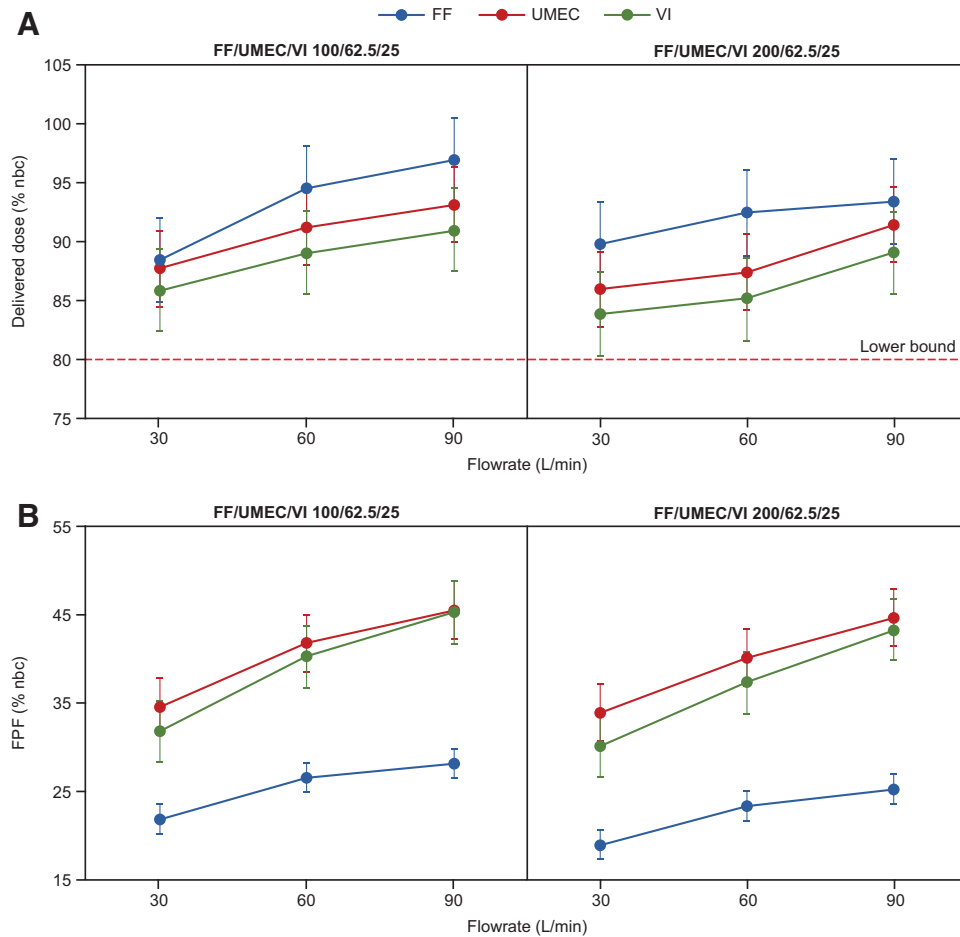 FF UMEC VI
A
FF/UMEC/VI 100/62.5/25 FF/UMEC/VI 200/62.5/25
Delivered dose (% nbc)
105
100
95
90
85
80
75
Lower bound
30 60 90 30 60 90
Flowrate (L/min)
B
FF/UMEC/VI 100/62.5/25 FF/UMEC/VI 200/62.5/25
FPF (% nbc)
55
45
35
25
15
30 60 90 30 60 90
Flowrate (L/min)